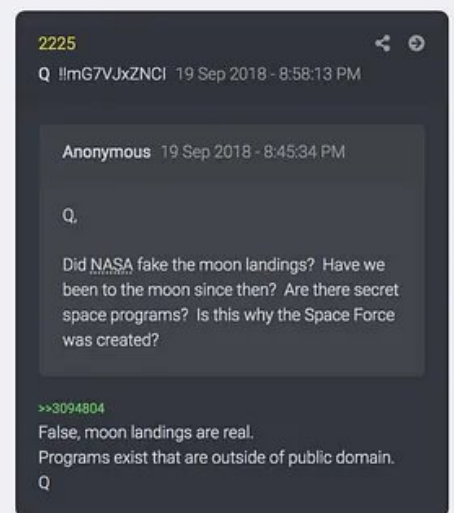 2225
Q !!mG7VJxZNCI 19 Sep 2018 - 8:58:13 PM
Anonymous 19 Sep 2018 - 8:45:34 PM
Q,
Did NASA fake the moon landings? Have we
been to the moon since then? Are there secret
space programs? Is this why the Space Force
was created?
>>3094804
False, moon landings are real.
Programs exist that are outside of public domain.
Q